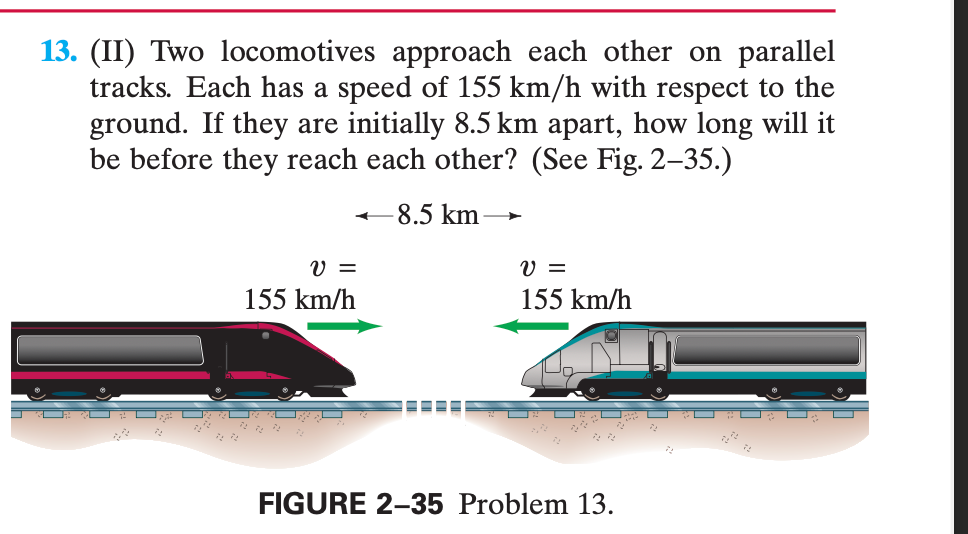 13. (II) Two locomotives approach each other on parallel
tracks. Each has a speed of 155 km/h with respect to the
ground. If they are initially 8.5 km apart, how long will it
be before they reach each other? (See Fig. 2–35.)
8.5 km
v =
155 km/h
v =
155 km/h
FIGURE 2–35 Problem 13.